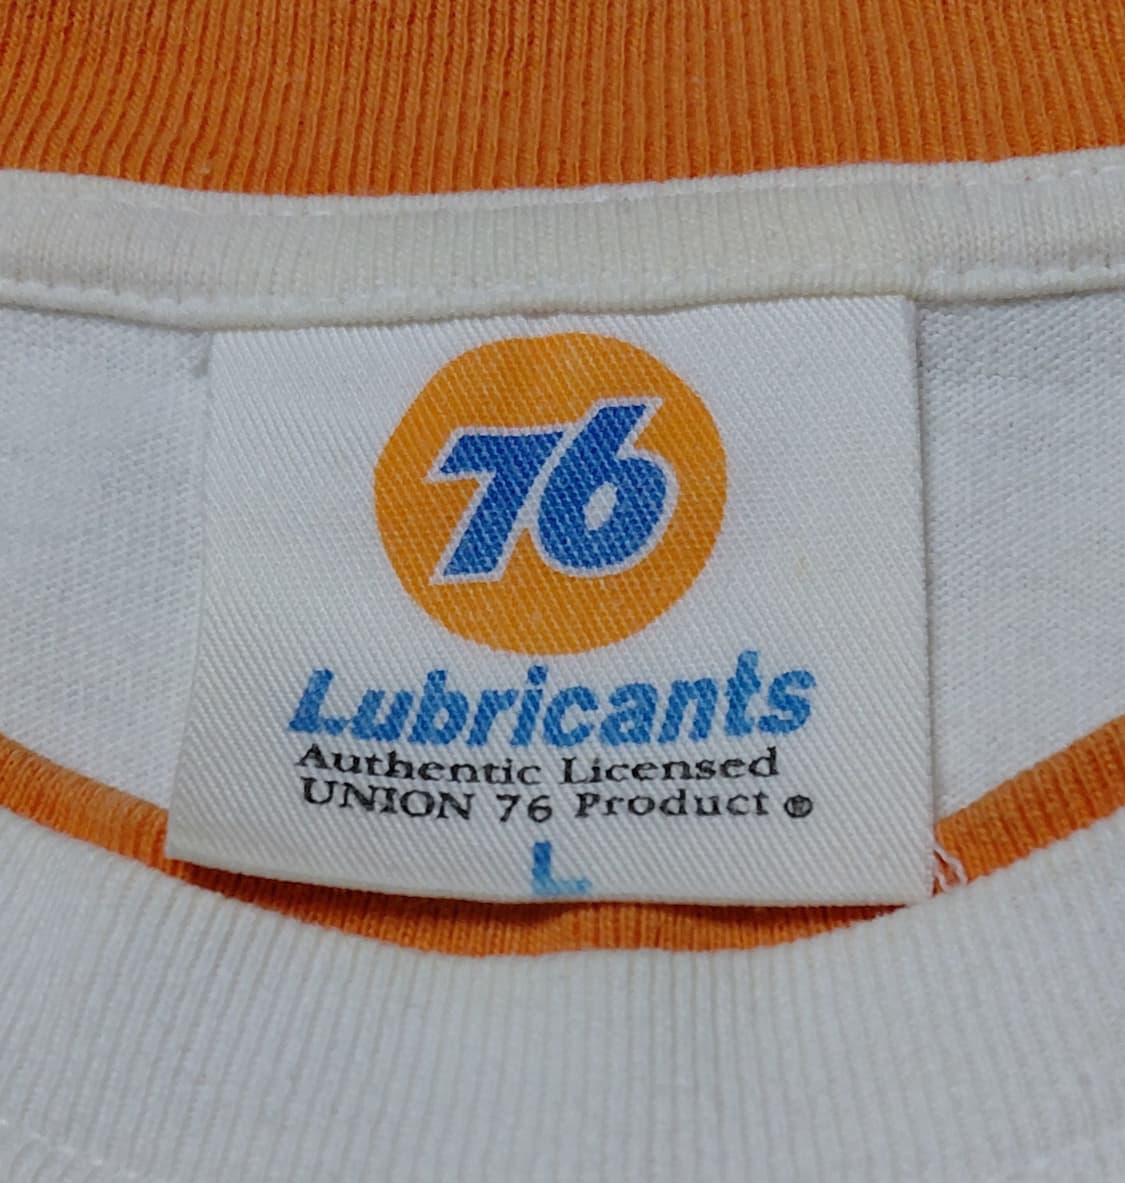 76
Lubricants
Authentic Licensed
UNION 76 Product ®
L